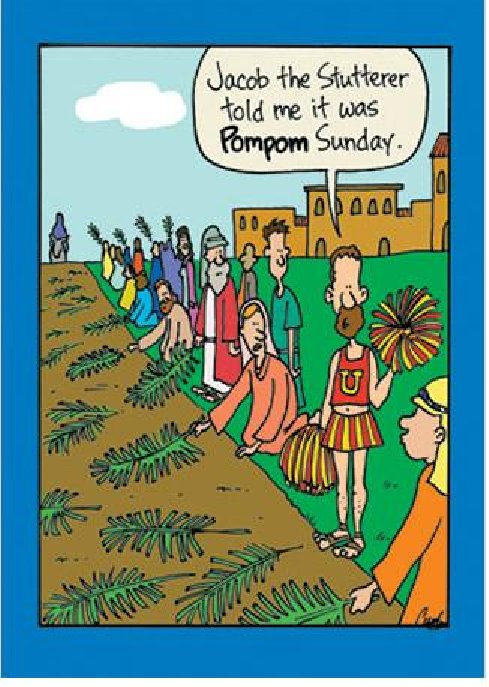 Jacob the Stutterer
told me it was
Pompom Sunday.
U